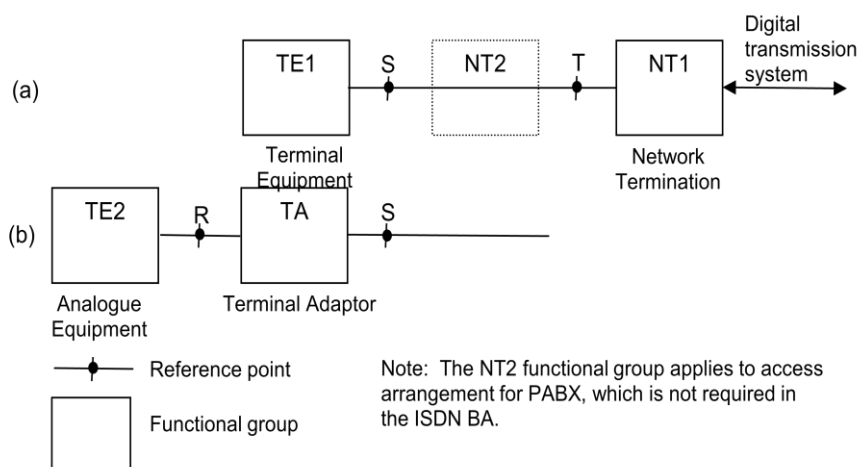 Digital
transmission
system
(a)
TE1
S
NT2
T
NT1
Terminal
Equipment
Network
Termination
(b)
TE2
R
TA
S
Analogue
Equipment
Terminal Adaptor
Reference point
Functional group
Note: The NT2 functional group applies to access
arrangement for PABX, which is not required in
the ISDN BA.